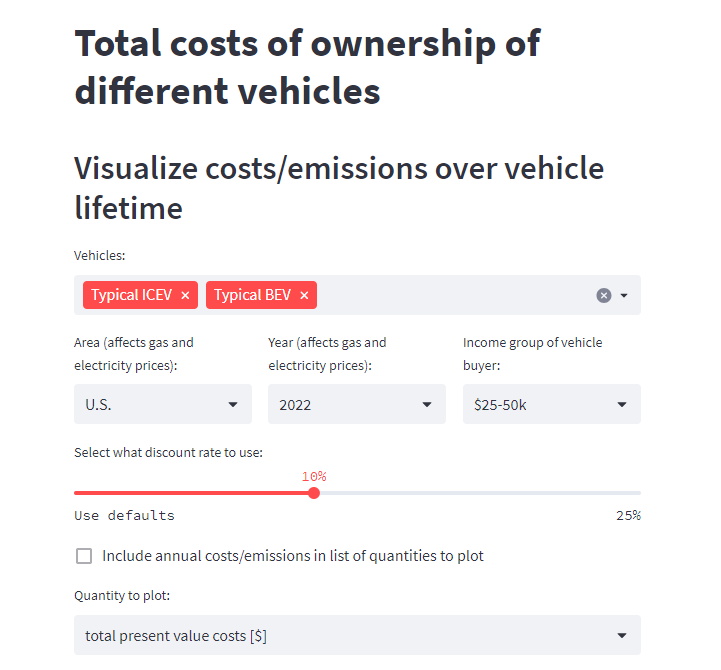 Total costs of ownership of
different vehicles
Visualize costs/emissions over vehicle
lifetime
Vehicles:
Typical ICEV × Typical BEV ×
Area (affects gas and
electricity prices):
Year (affects gas and
electricity prices):
Income group of vehicle
buyer:
U.S.
2022
$25-50k
Select what discount rate to use:
10%
Use defaults
25%
Include annual costs/emissions in list of quantities to plot
Quantity to plot:
total present value costs [$]